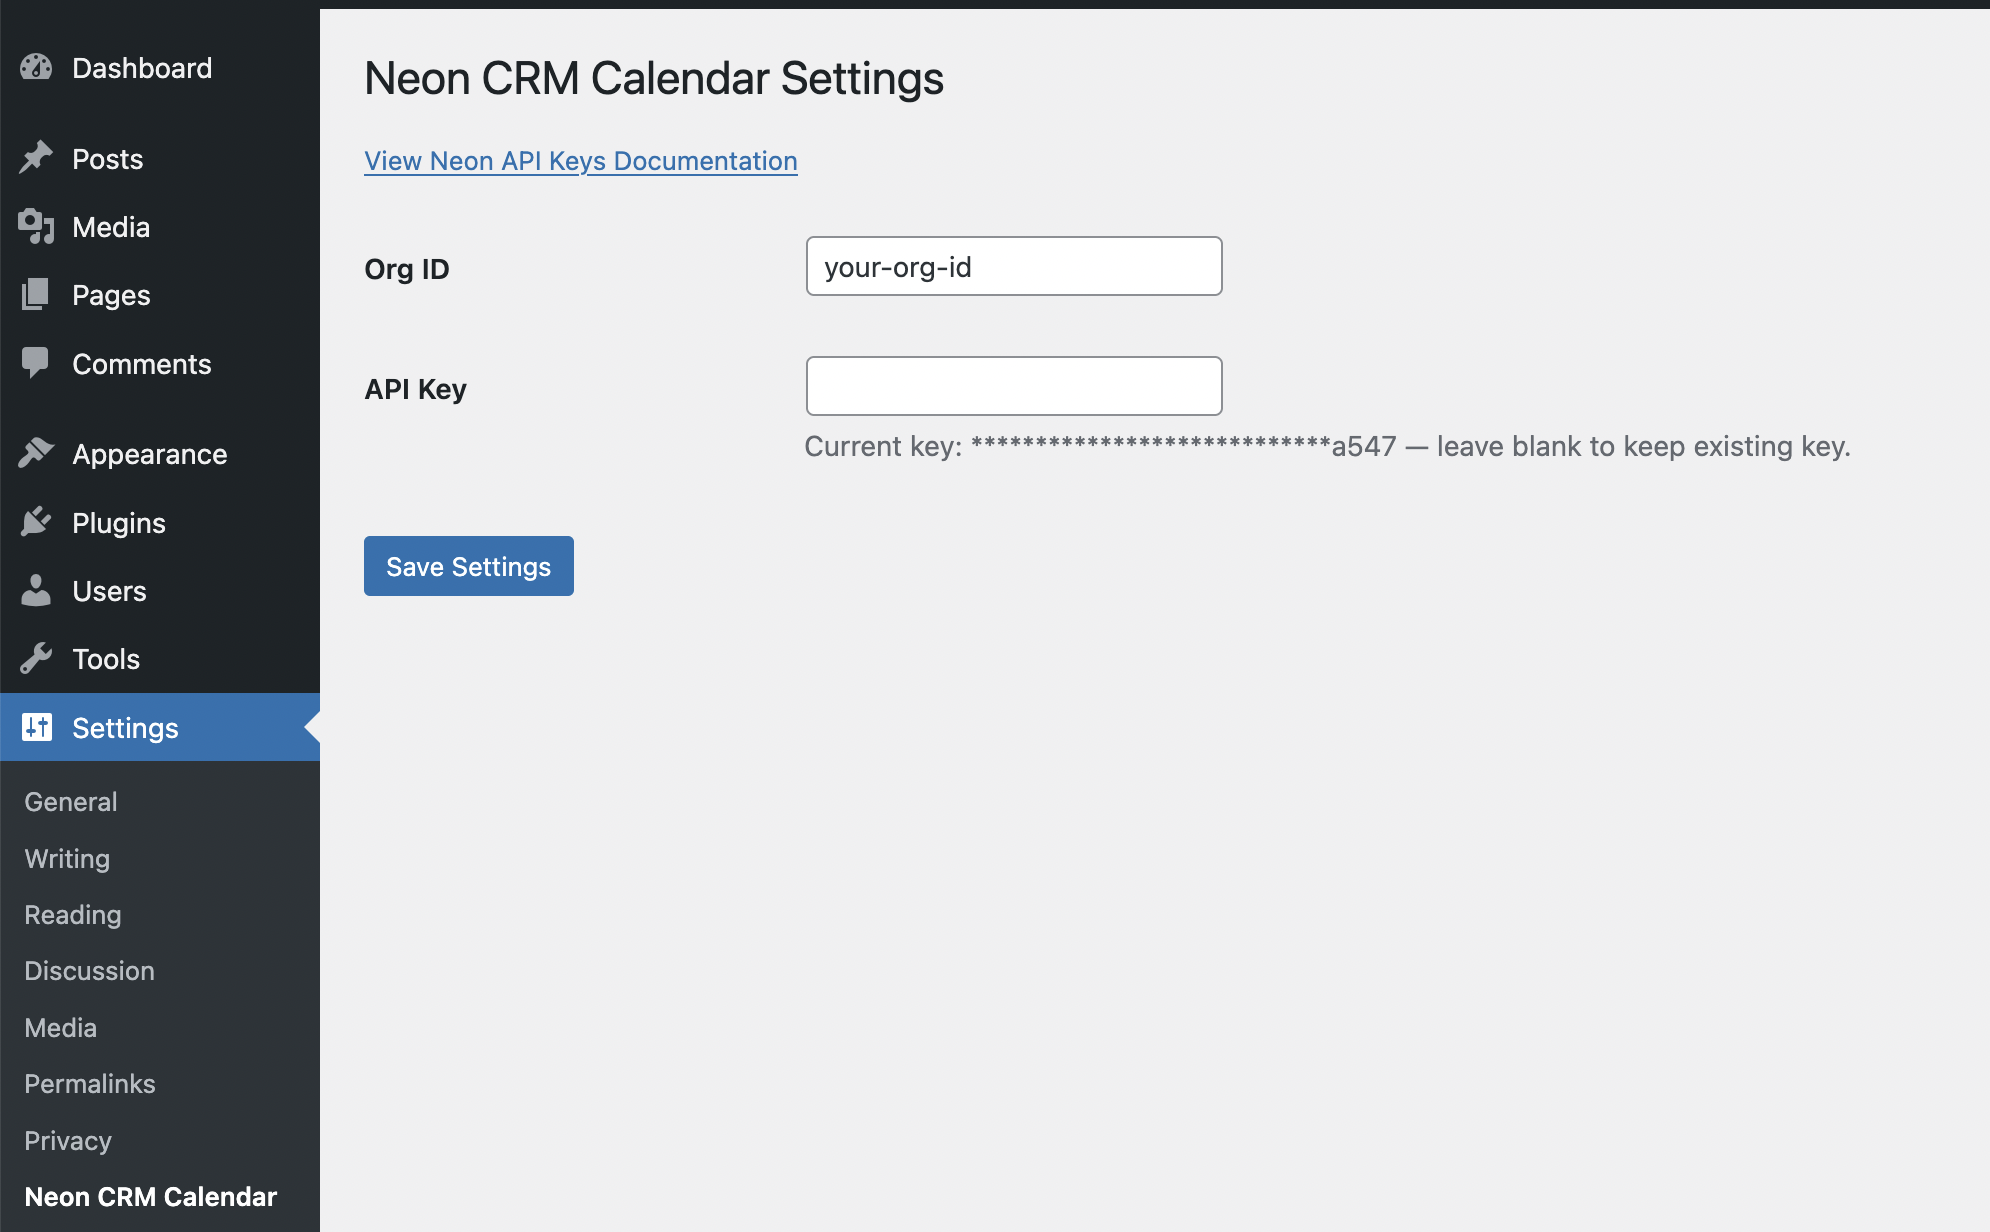 Dashboard
Posts
Media
Pages
Comments
Appearance
Plugins
Users
Tools
Settings
General
Writing
Reading
Discussion
Media
Permalinks
Privacy
Neon CRM Calendar
Neon CRM Calendar Settings
View Neon API Keys Documentation
Org ID
your-org-id
API Key
Current key: ****************************a547 — leave blank to keep existing key.
Save Settings